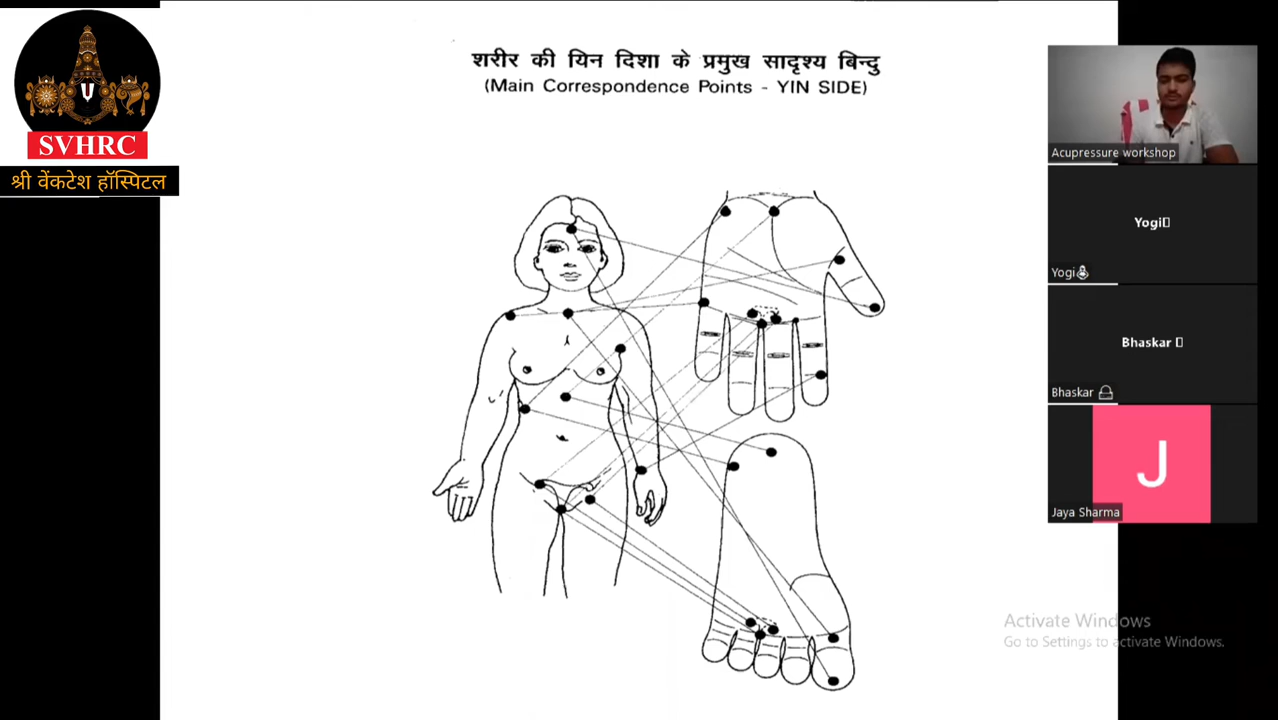 SVHRC
श्री वेंकटेश हॉस्पिटल
शरीर की यिन दिशा के प्रमुख सादृश्य बिन्दु
(Main Correspondence Points - YIN SIDE)
Acupressure workshop
Yogi
Yogi
Bhaskar
Bhaskar
J
Jaya Sharma
Activate Windows
Go to Settings to activate Windows.